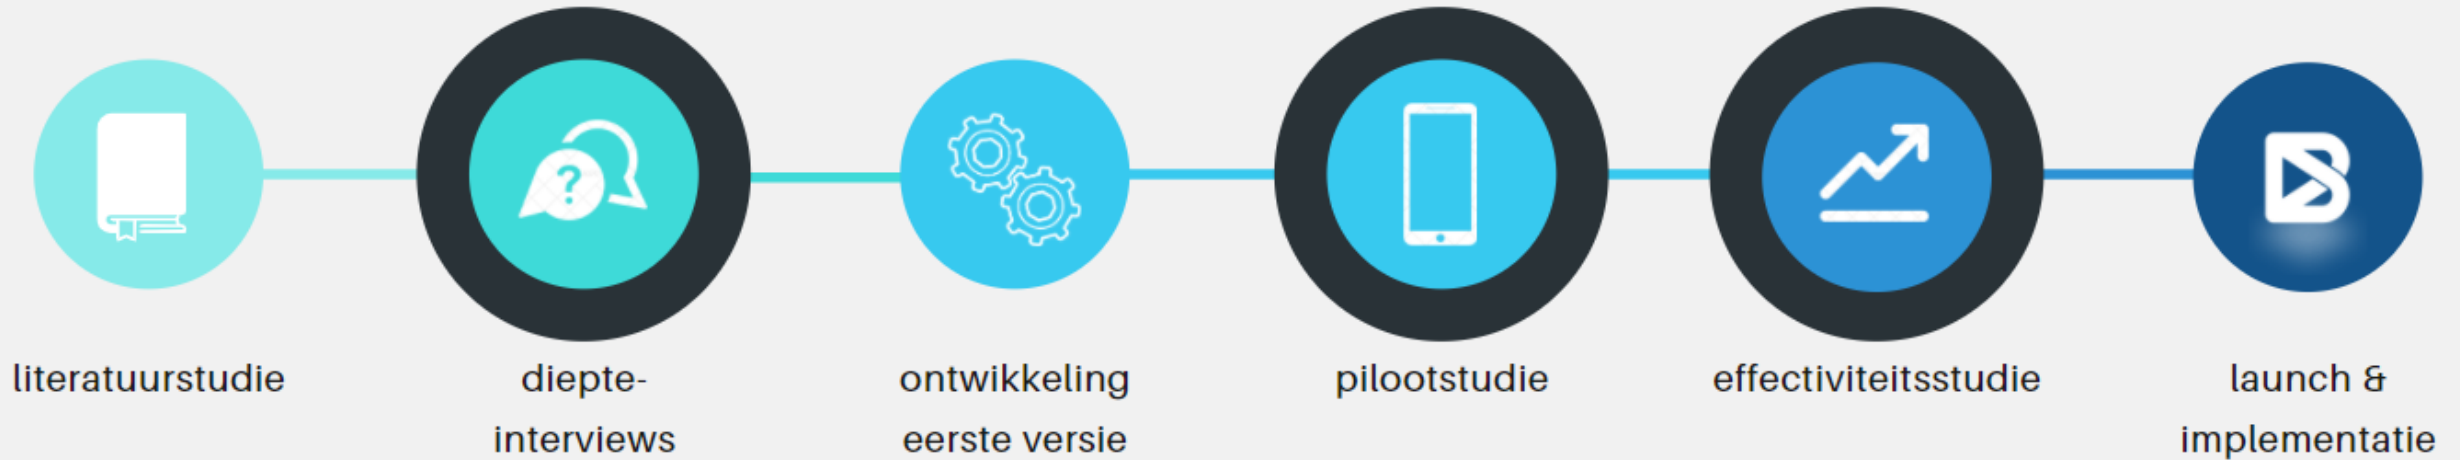 ?
literatuurstudie
diepte-
interviews
ontwikkeling
eerste versie
pilootstudie
effectiviteitsstudie
launch &
implementatie